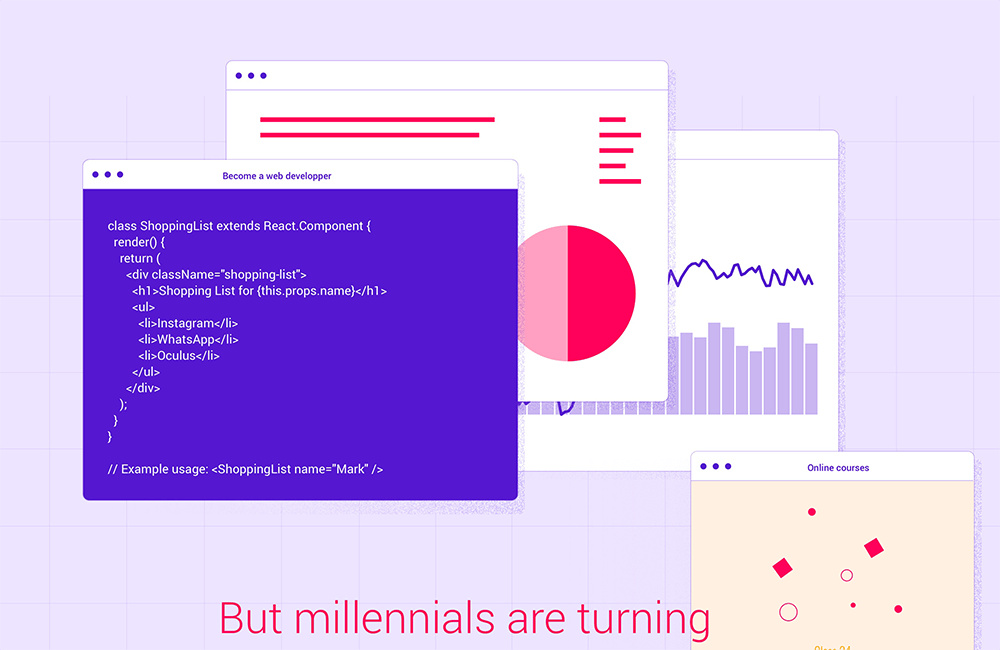 Become a web developper
class ShoppingList extends React.Component {
render() {
return (
<div className="shopping-list">
<h1>Shopping List for {this.props.name}</h1>
<ul>
<li>Instagram</li>
<li>WhatsApp</li>
<li>Oculus</li>
</ul>
</div>
);
}
}
// Example usage: <ShoppingList name="Mark" />
Online courses
But millennials are turning